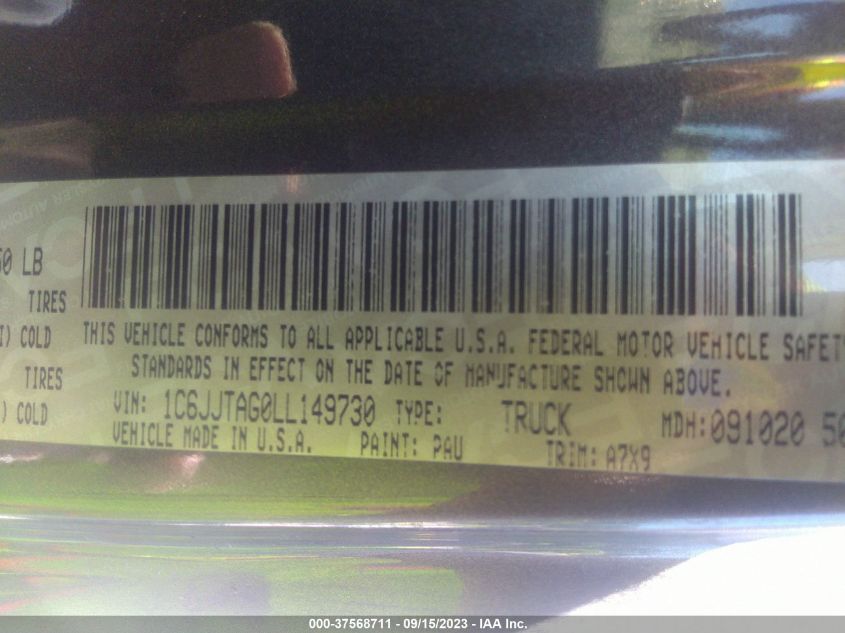 50 LB
TIRES
I) COLD
TIRES
) COLD
THIS VEHICLE CONFORMS TO ALL APPLICABLE U.S.A. FEDERAL MOTOR VEHICLE SAFETY
STANDARDS IN EFFECT ON THE DATE OF MANUFACTURE SHOWN ABOVE.
VIN: 1C6JJTAG0LL149730 TYPE: TRUCK MDH:091020 50
VEHICLE MADE IN U.S.A. PAINT: PAU TRIM: A7X9
000-37568711 - 09/15/2023 - IAA Inc.